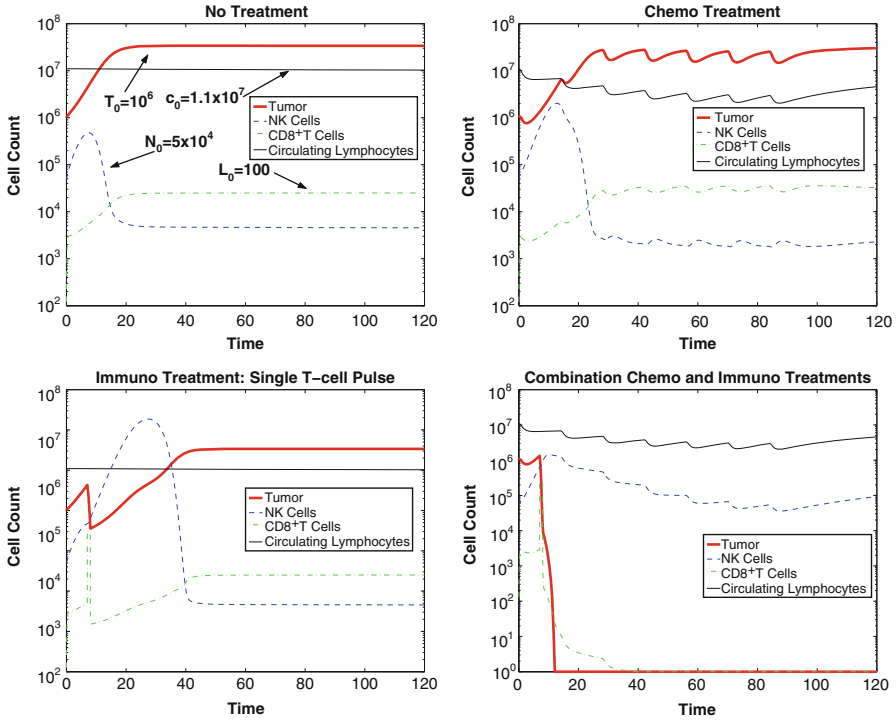 No Treatment
Cell Count
10^8
10^7
10^6
10^5
10^4
10^3
10^2
T_0=10^6
c_0=1.1x10^7
N_0=5x10^4
L_0=100
Tumor
NK Cells
CD8^+T Cells
Circulating Lymphocytes
0 20 40 60 80 100 120
Time
Chemo Treatment
Cell Count
10^8
10^7
10^6
10^5
10^4
10^3
10^2
Tumor
NK Cells
CD8^+T Cells
Circulating Lymphocytes
0 20 40 60 80 100 120
Time
Immuno Treatment: Single T-cell Pulse
Cell Count
10^8
10^7
10^6
10^5
10^4
10^3
10^2
Tumor
NK Cells
CD8^+T Cells
Circulating Lymphocytes
0 20 40 60 80 100 120
Time
Combination Chemo and Immuno Treatments
Cell Count
10^8
10^7
10^6
10^5
10^4
10^3
10^2
10^1
10^0
Tumor
NK Cells
CD8^+T Cells
Circulating Lymphocytes
0 20 40 60 80 100 120
Time